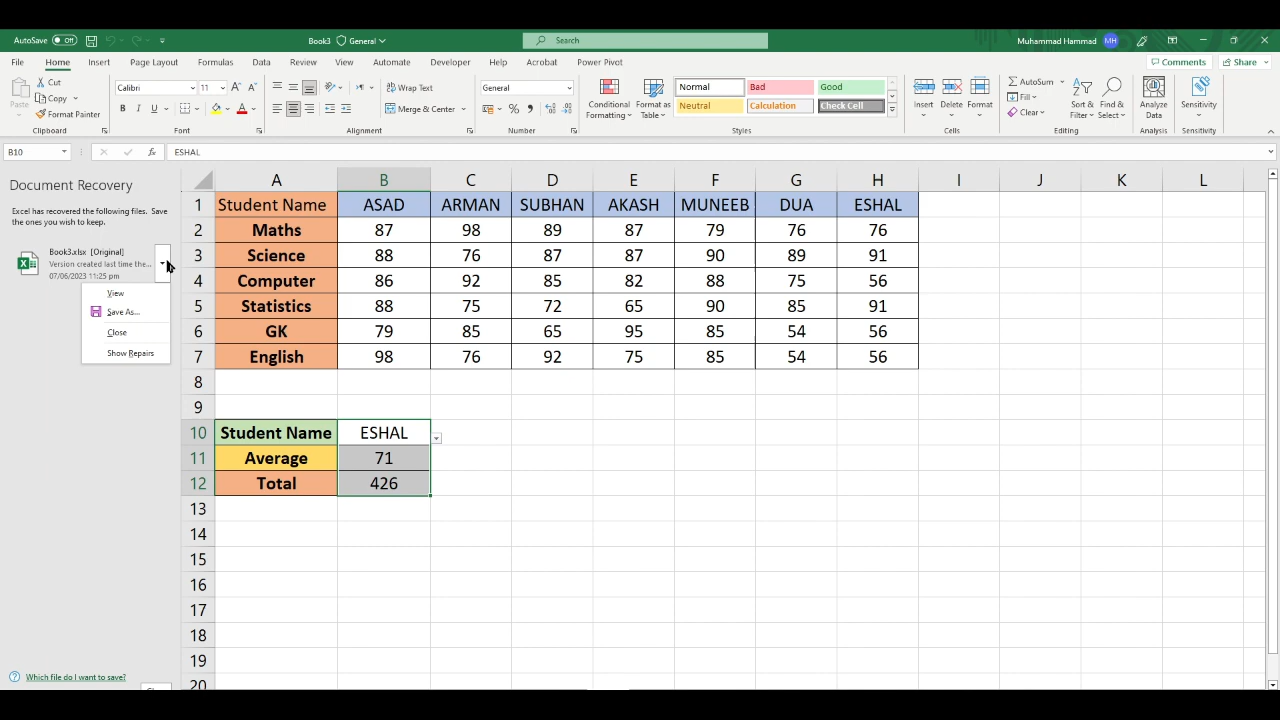 AutoSave Off Book3 General Search Muhammad Hammad MH
File Home Insert Page Layout Formulas Data Review View Automate Developer Help Acrobat Power Pivot Comments Share
Paste Cut Copy Format Painter Clipboard
Calibri 11 B I U A A A Font
Wrap Text Merge & Center Alignment
General % Number
Conditional Formatting Format as Table
Normal Bad Good
Neutral Calculation Check Cell
Styles
Insert Delete Format Cells
AutoSum Fill Clear Sort & Filter Find & Select Editing
Analyze Data Analysis
Sensitivity Sensitivity
B10 fx ESHAL
Document Recovery
Excel has recovered the following files. Save
the ones you wish to keep.
Book3.xlsx [Original]
Version created last time the...
07/06/2023 11:25 pm
View
Save As...
Close
Show Repairs
Which file do I want to save?
A B C D E F G H I J K L
1 Student Name ASAD ARMAN SUBHAN AKASH MUNEEB DUA ESHAL
2 Maths 87 98 89 87 79 76 76
3 Science 88 76 87 87 90 89 91
4 Computer 86 92 85 82 88 75 56
5 Statistics 88 75 72 65 90 85 91
6 GK 79 85 65 95 85 54 56
7 English 98 76 92 75 85 54 56
8
9
10 Student Name ESHAL
11 Average 71
12 Total 426
13
14
15
16
17
18
19
20